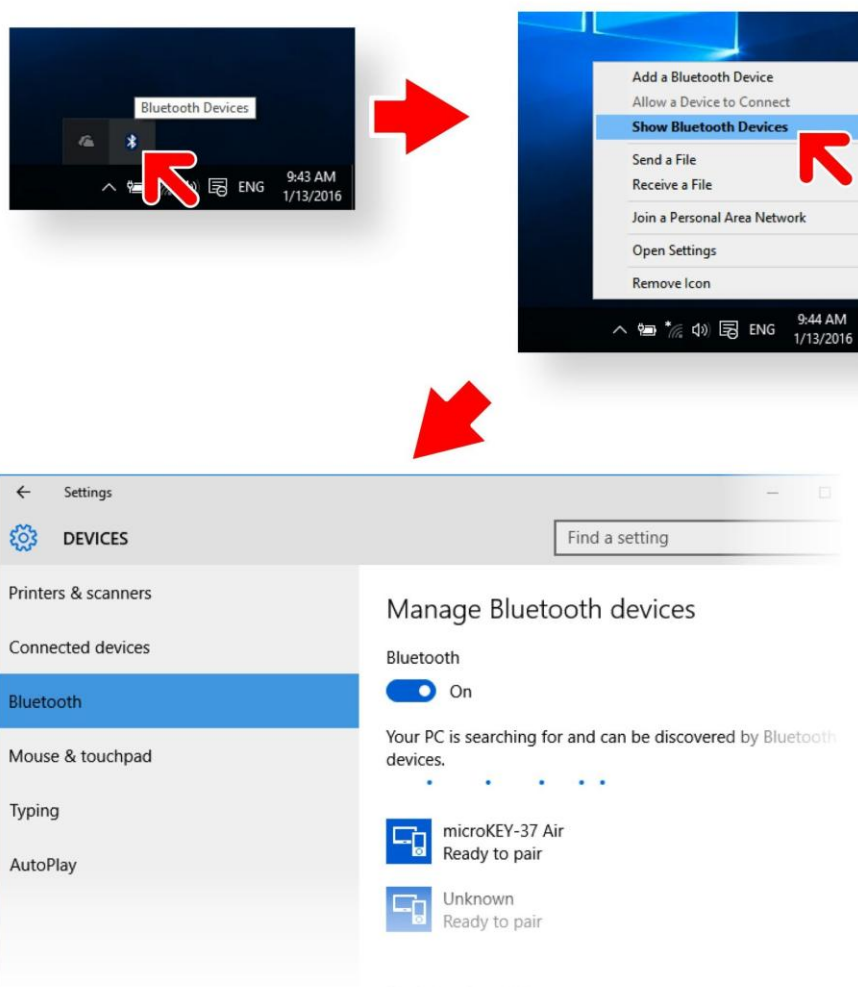 Bluetooth Devices
ENG
9:43 AM
1/13/2016
Add a Bluetooth Device
Allow a Device to Connect
Show Bluetooth Devices
Send a File
Receive a File
Join a Personal Area Network
Open Settings
Remove Icon
ENG
9:44 AM
1/13/2016
Settings
DEVICES
Find a setting
Printers & scanners
Connected devices
Bluetooth
Mouse & touchpad
Typing
AutoPlay
Manage Bluetooth devices
Bluetooth
On
Your PC is searching for and can be discovered by Bluetooth
devices.
microKEY-37 Air
Ready to pair
Unknown
Ready to pair